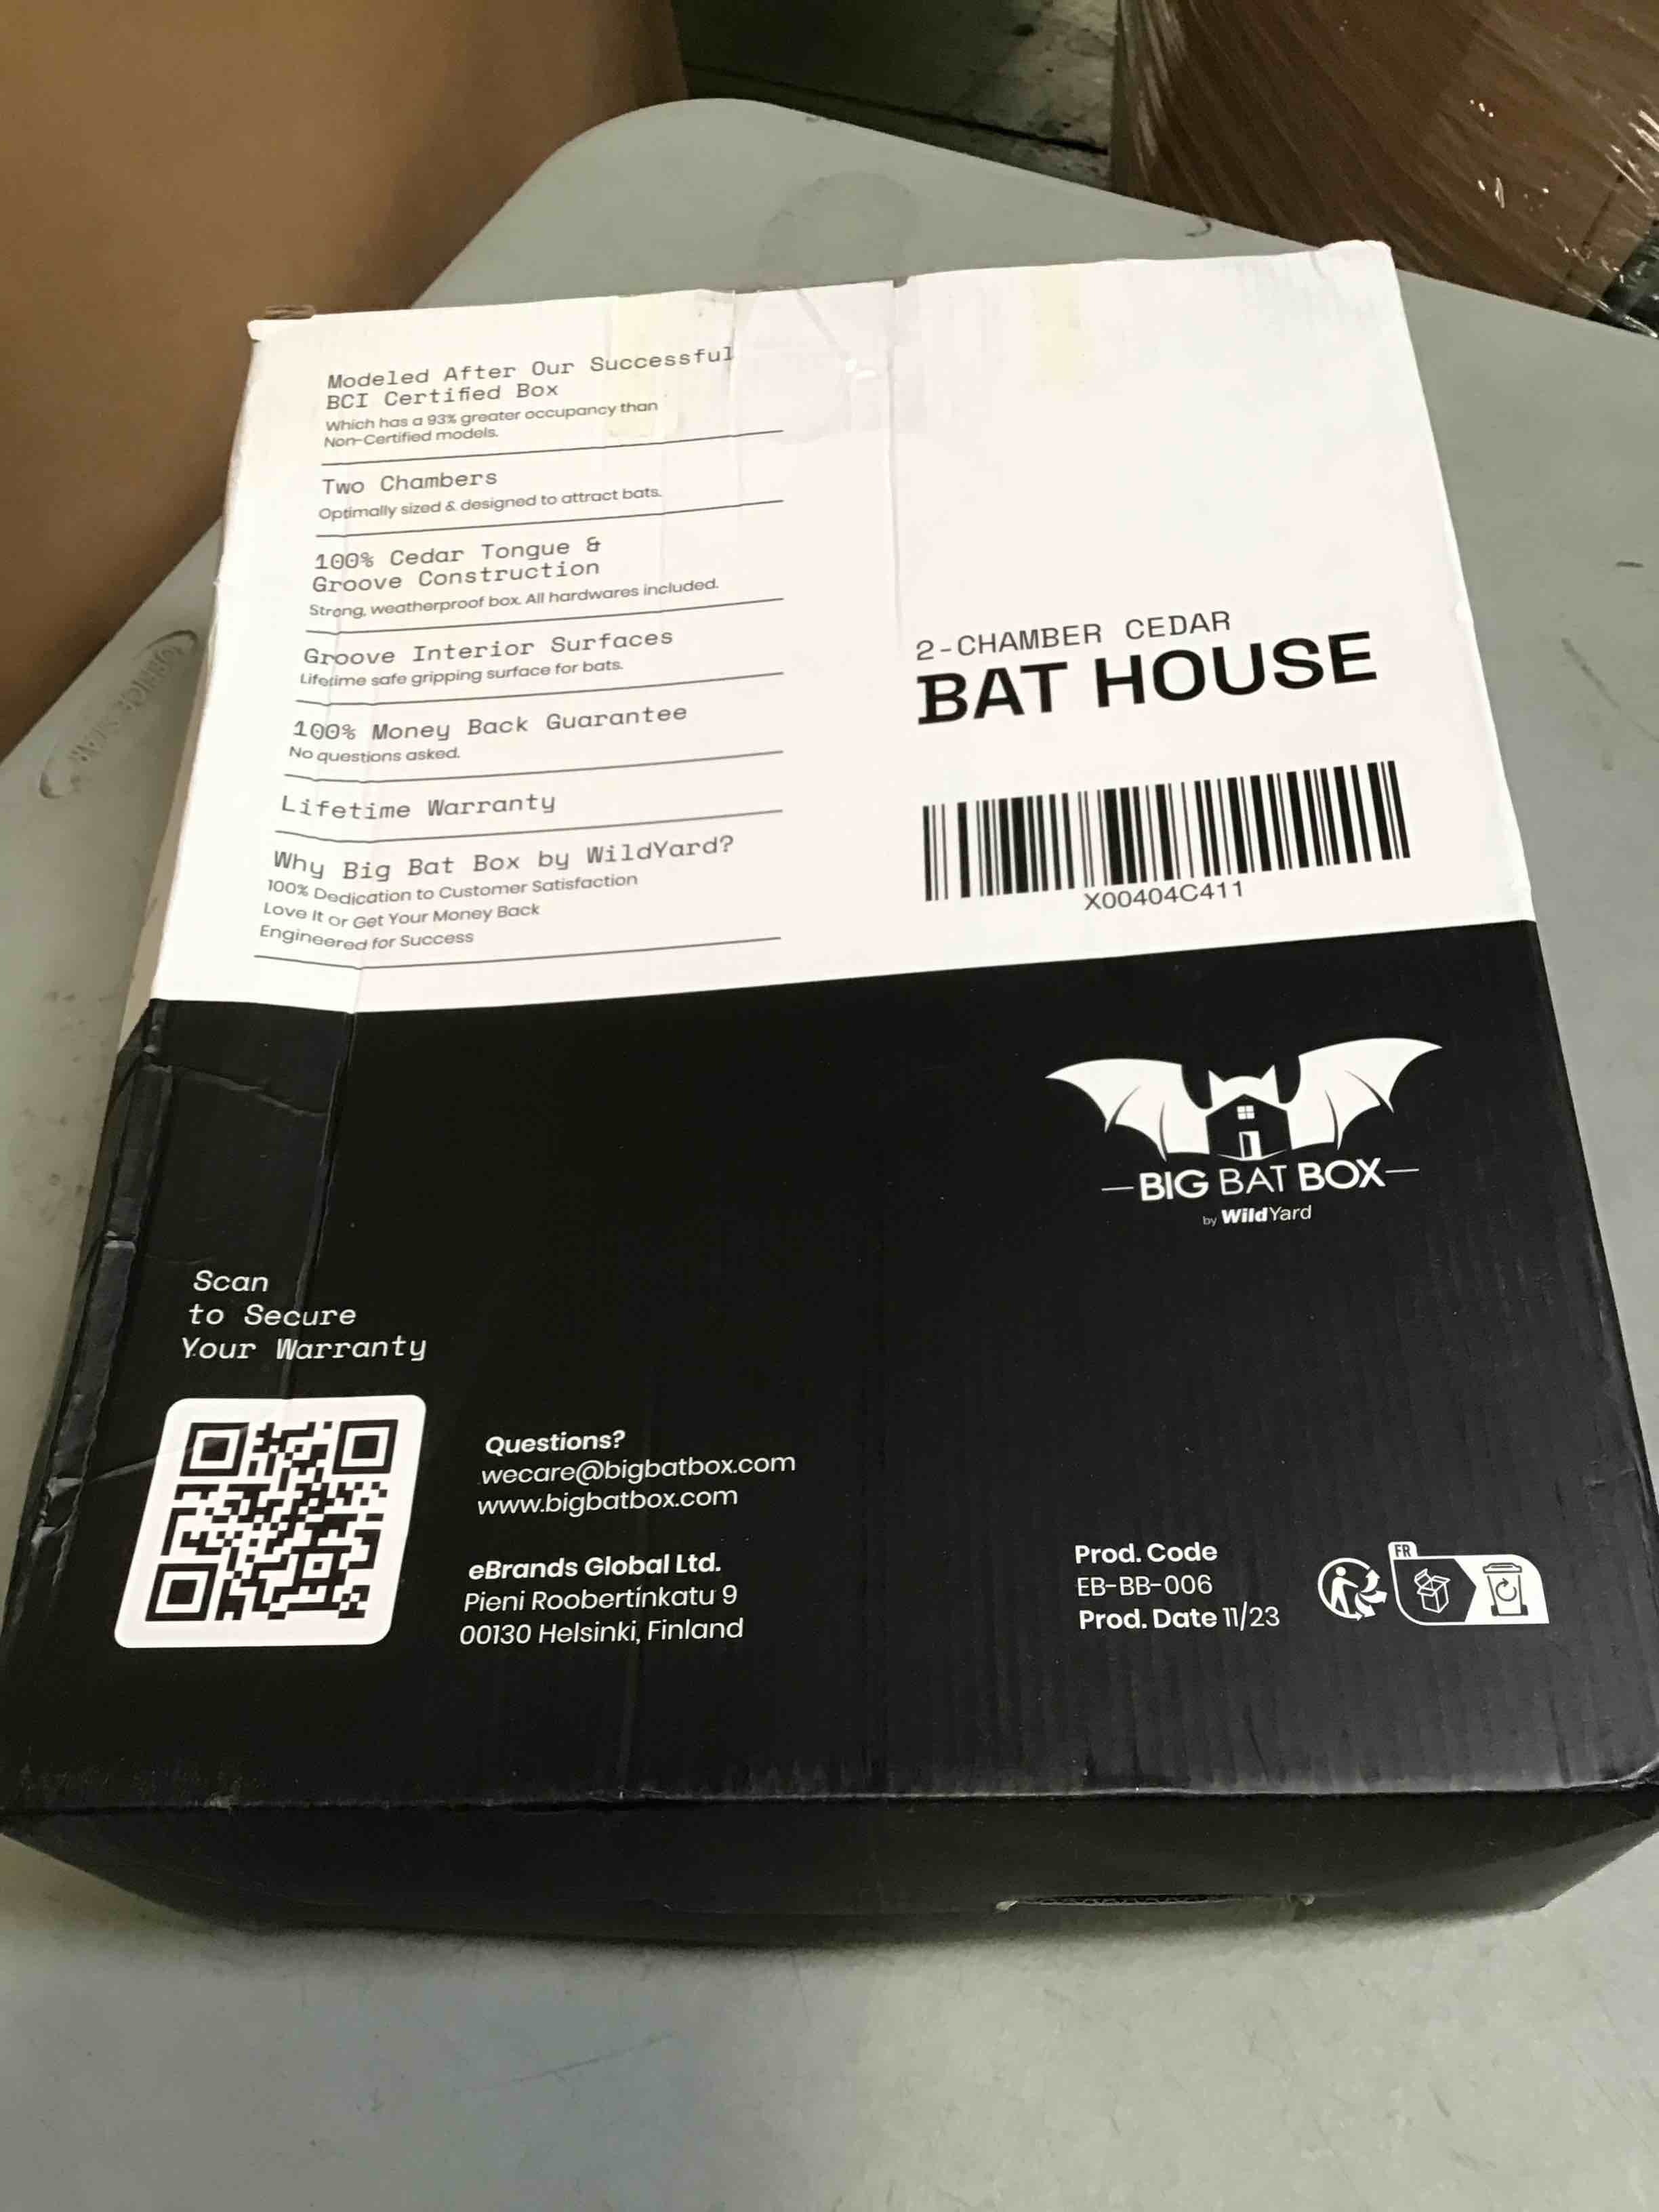 Modeled After Our Successful
BCI Certified Box
Which has a 93% greater occupancy than
Non-Certified models.
Two Chambers
Optimally sized & designed to attract bats.
100% Cedar Tongue &
Groove Construction
Strong, weatherproof box. All hardwares included.
Groove Interior Surfaces
Lifetime safe gripping surface for bats.
100% Money Back Guarantee
No questions asked.
Lifetime Warranty
Why Big Bat Box by WildYard?
100% Dedication to Customer Satisfaction
Love It or Get Your Money Back
Engineered for Success
2-CHAMBER CEDAR
BAT HOUSE
X00404C411
BIG BAT BOX
by WildYard
Scan
to Secure
Your Warranty
Questions?
wecare@bigbatbox.com
www.bigbatbox.com
eBrands Global Ltd.
Pieni Roobertinkatu 9
00130 Helsinki, Finland
Prod. Code
EB-BB-006
Prod. Date 11/23
FR